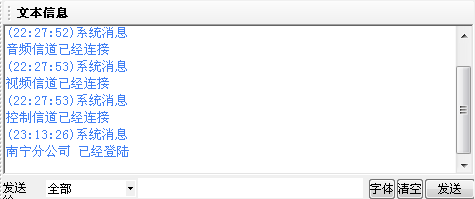 文本信息
(22:27:52)系统消息
音频信道已经连接
(22:27:53)系统消息
视频信道已经连接
(22:27:53)系统消息
控制信道已经连接
(23:13:26)系统消息
南宁分公司 已经登陆
发送 全部 字体 清空 发送